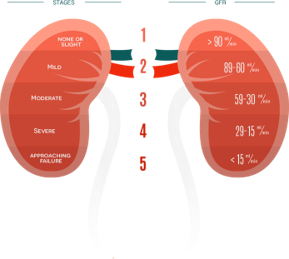 STAGES
GFR
NONE OR
SLIGHT
1
> 90 ml/min
MILD
2
89-60 ml/min
MODERATE
3
59-30 ml/min
SEVERE
4
29-15 ml/min
APPROACHING
FAILURE
5
< 15 ml/min